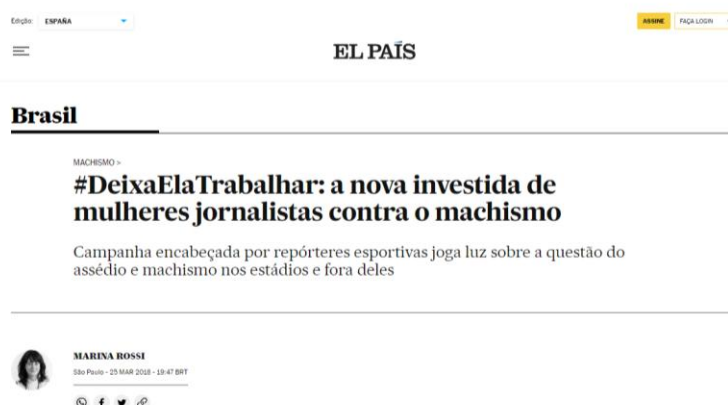 Edição: ESPAÑA
ASSINE FAÇA LOGIN
EL PAÍS
Brasil
MACHISMO >
#DeixaElaTrabalhar: a nova investida de
mulheres jornalistas contra o machismo
Campanha encabeçada por repórteres esportivas joga luz sobre a questão do
assédio e machismo nos estádios e fora deles
MARINA ROSSI
São Paulo - 25 MAR 2018 - 19:47 BRT